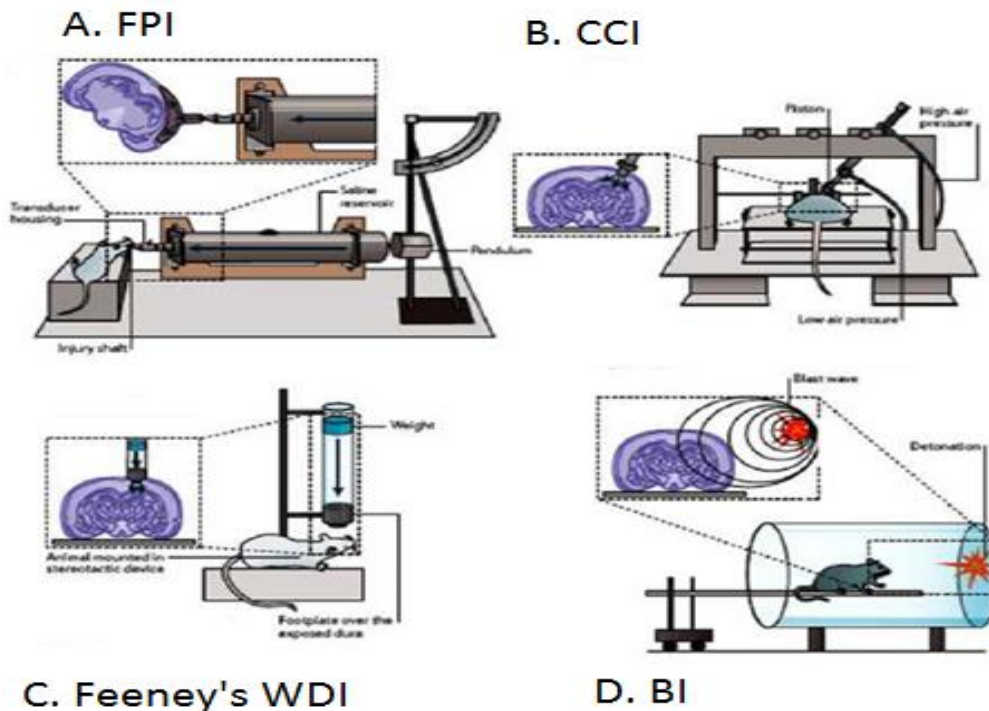 A. FPI
Transducer
housing
Saline
reservoir
Pendulum
Injury shaft
B. CCI
Piston
High air
pressure
Low air pressure
Weight
Animal mounted in
stereotactic device
Footplate over the
exposed dura
C. Feeney's WDI
Blast wave
Detonation
D. BI